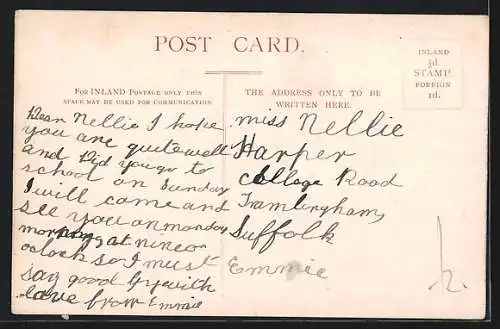 POST CARD.
INLAND
½d.
STAMP
FOREIGN
1d.
FOR INLAND POSTAGE ONLY THIS
SPACE MAY BE USED FOR COMMUNICATION.
THE ADDRESS ONLY TO BE
WRITTEN HERE.
Dear Nellie I hope
you are quite well
and Did you go to
school on Sunday
I will come and
see you on monday
morning at nine o
oclock so I must
say good by with
love from Emmie
miss Nellie
Harper
College Road
Framlingham
Suffolk
Emmie